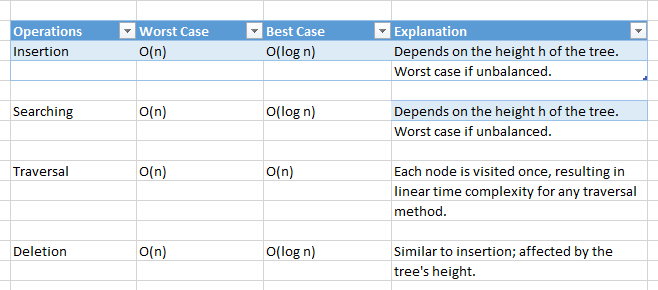 Operations Worst Case Best Case Explanation
Insertion O(n) O(log n) Depends on the height h of the tree.
Worst case if unbalanced.
Searching O(n) O(log n) Depends on the height h of the tree.
Worst case if unbalanced.
Traversal O(n) O(n) Each node is visited once, resulting in
linear time complexity for any traversal
method.
Deletion O(n) O(log n) Similar to insertion; affected by the
tree's height.